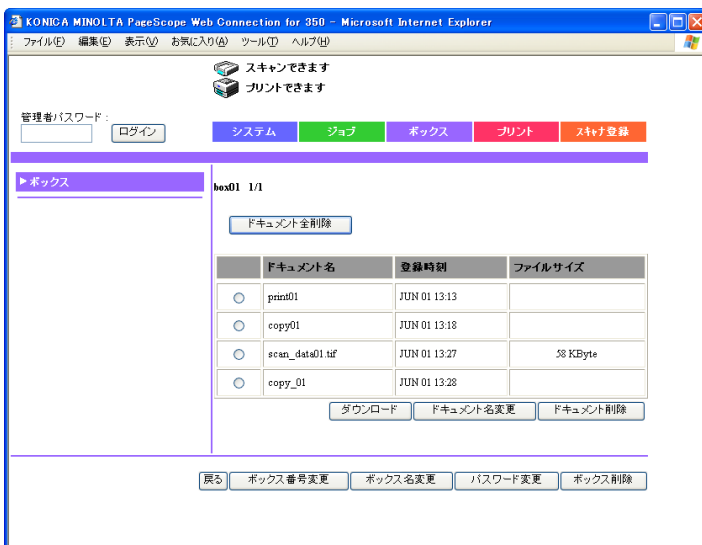 KONICA MINOLTA PageScope Web Connection for 350 - Microsoft Internet Explorer
ファイル(F) 編集(E) 表示(V) お気に入り(A) ツール(T) ヘルプ(H)
スキャンできます
プリントできます
管理者パスワード:
ログイン
システム ジョブ ボックス プリント スキャナ登録
ボックス
box01 1/1
ドキュメント全削除
ドキュメント名 登録時刻 ファイルサイズ
print01 JUN 01 13:13
copy01 JUN 01 13:18
scan_data01.tif JUN 01 13:27 58 KByte
copy_01 JUN 01 13:28
ダウンロード ドキュメント名変更 ドキュメント削除
戻る ボックス番号変更 ボックス名変更 パスワード変更 ボックス削除